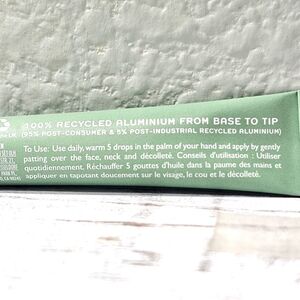 100% RECYCLED ALUMINIUM FROM BASE TO TIP
(95% POST-CONSUMER & 5% POST-INDUSTRIAL RECYCLED ALUMINIUM)
To Use: Use daily, warm 5 drops in the palm of your hand and apply by gently
patting over the face, neck and décolleté. Conseils d'utilisation : Utiliser
quotidiennement. Réchauffer 5 gouttes d'huile dans la paume des mains et
appliquer en tapotant doucement sur le visage, le cou et le décolleté.